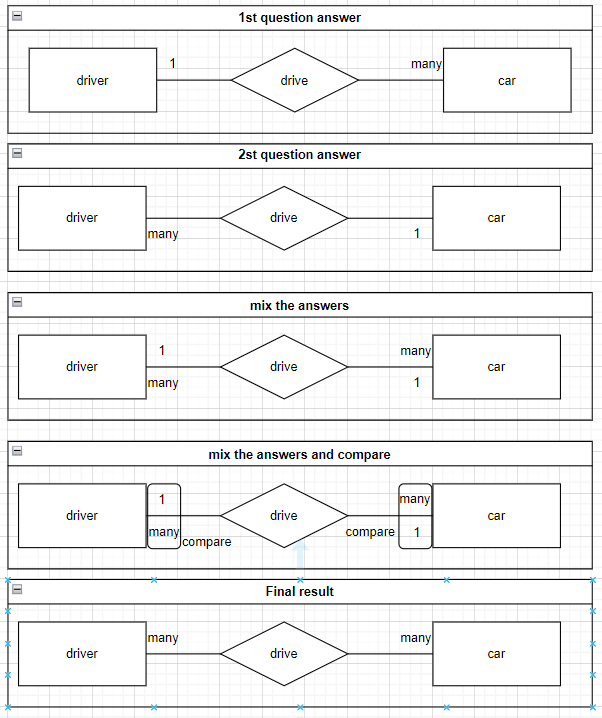 1st question answer
1
many
driver
drive
car
2st question answer
driver
drive
car
many
1
mix the answers
1
many
driver
drive
car
many
1
mix the answers and compare
1
many
driver
drive
car
many
compare
compare
1
Final result
many
many
driver
drive
car